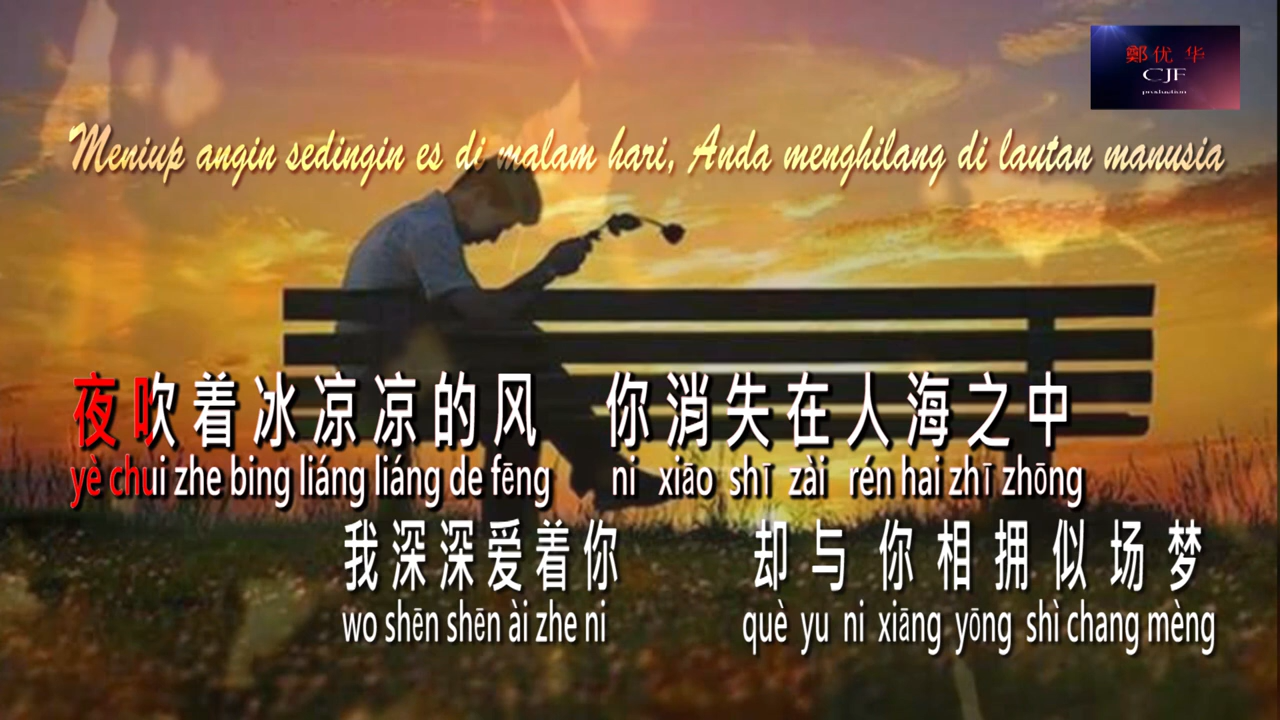 鄭优华
CJF
production
Meniup angin sedingin es di malam hari, Anda menghilang di lautan manusia
夜吹着冰凉凉的风 你消失在人海之中
yè chui zhe bing liáng liáng de fēng ni xiāo shī zài rén hai zhī zhōng
我深深爱着你 却与你相拥似场梦
wo shēn shēn ài zhe ni què yu ni xiāng yōng shì chang mèng